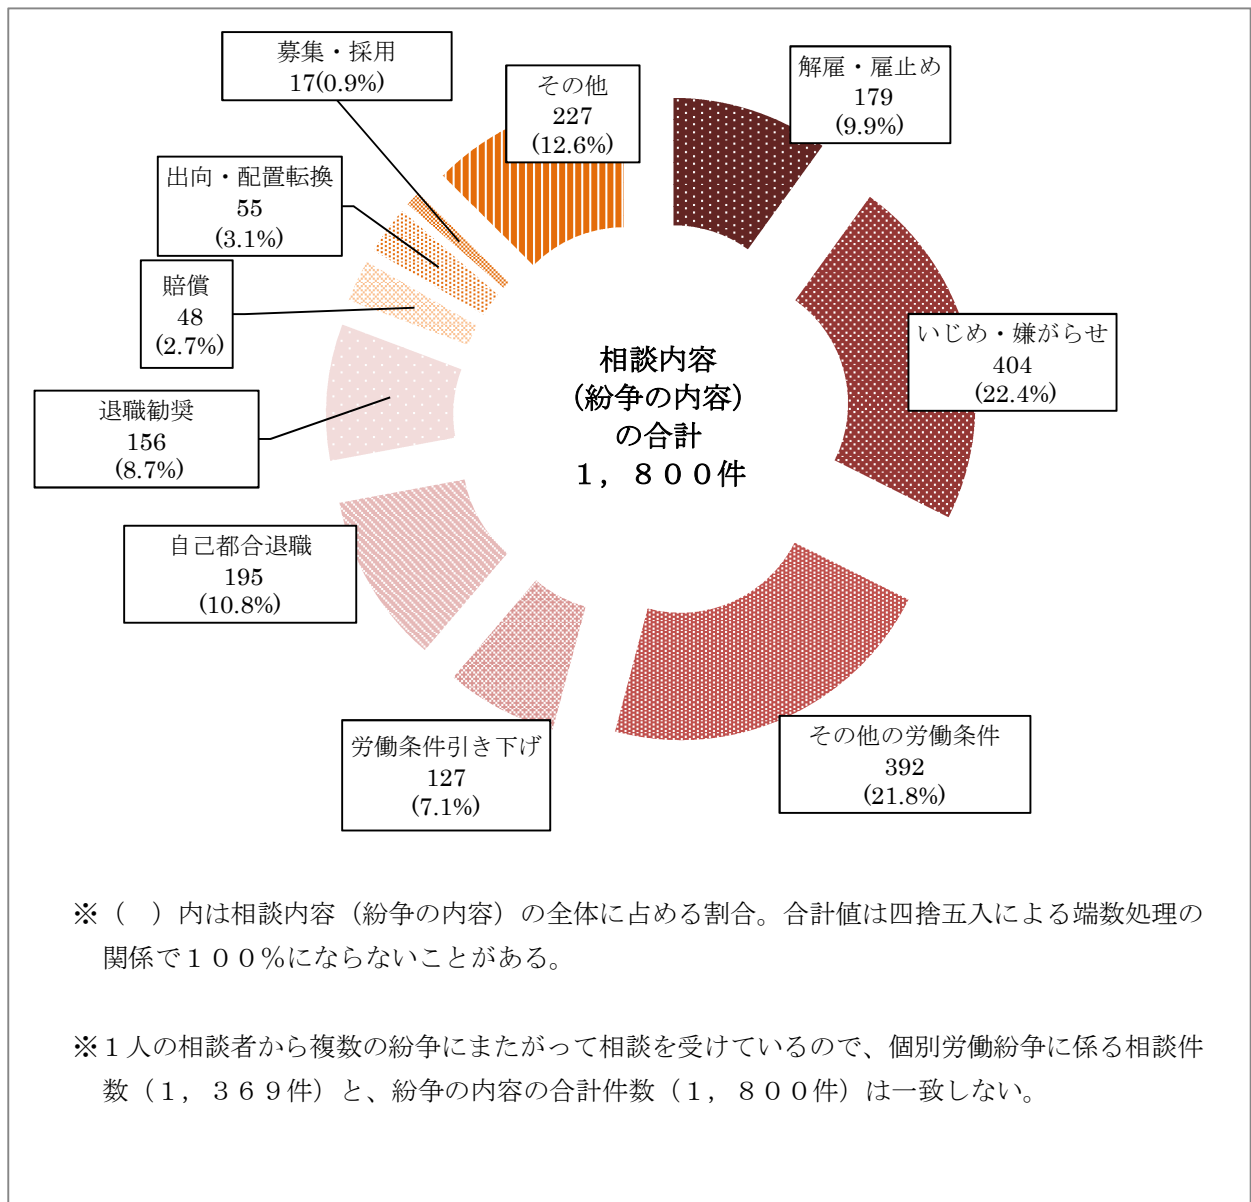 募集・採用
17(0.9%)
その他
227
(12.6%)
解雇・雇止め
179
(9.9%)
出向・配置転換
55
(3.1%)
いじめ・嫌がらせ
404
(22.4%)
賠償
48
(2.7%)
相談内容
(紛争の内容)
の合計
１，８００件
退職勧奨
156
(8.7%)
自己都合退職
195
(10.8%)
労働条件引き下げ
127
(7.1%)
その他の労働条件
392
(21.8%)
※（　）内は相談内容（紛争の内容）の全体に占める割合。合計値は四捨五入による端数処理の
関係で１００％にならないことがある。
※１人の相談者から複数の紛争にまたがって相談を受けているので、個別労働紛争に係る相談件
数（１，３６９件）と、紛争の内容の合計件数（１，８００件）は一致しない。